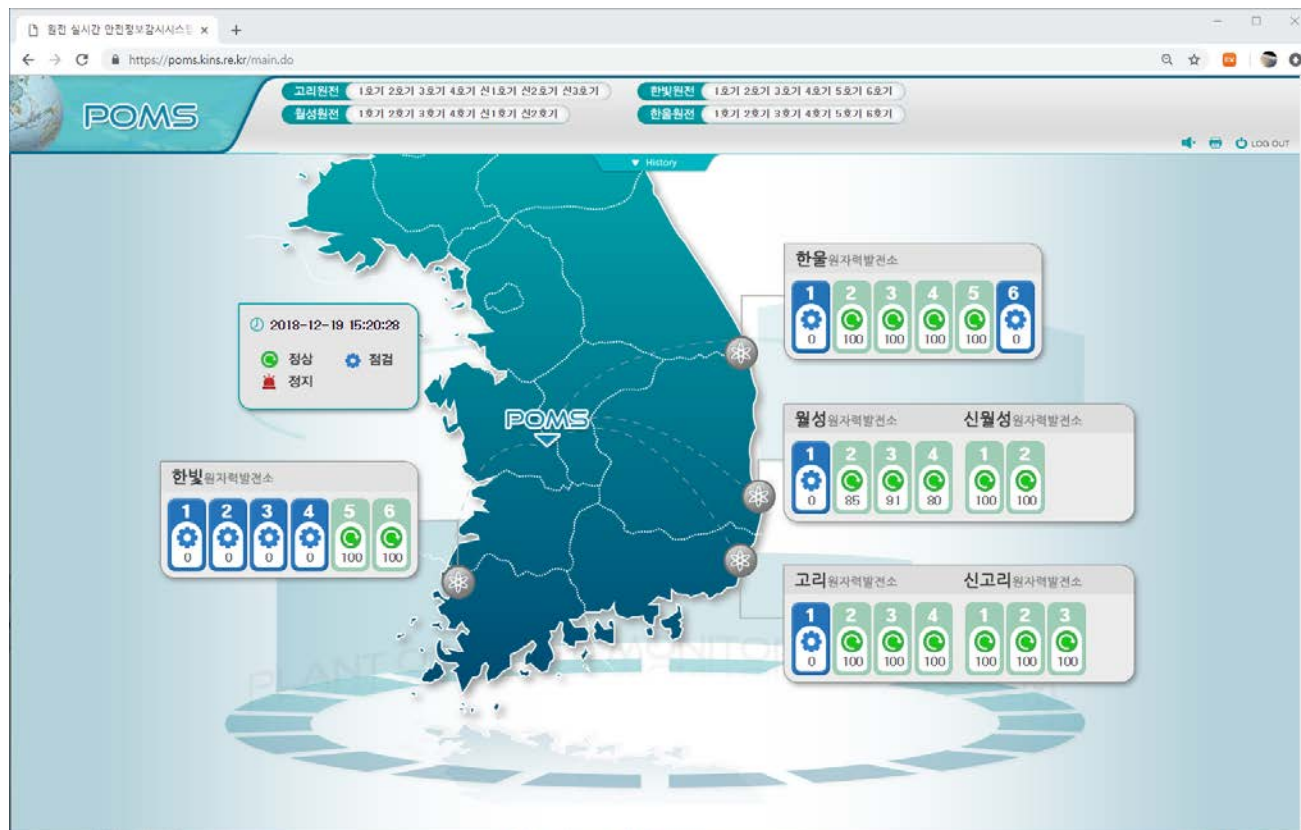 원전 실시간 안전정보감시시스템
https://poms.kins.re.kr/main.do
POMS
고리원전 1호기 2호기 3호기 4호기 신1호기 신2호기 신3호기
한빛원전 1호기 2호기 3호기 4호기 5호기 6호기
월성원전 1호기 2호기 3호기 4호기 신1호기 신2호기
한울원전 1호기 2호기 3호기 4호기 5호기 6호기
LOG OUT
▼ History
한울원자력발전소
1 2 3 4 5 6
0 100 100 100 100 0
2018-12-19 15:20:28
정상 점검
정지
POMS
월성원자력발전소 신월성원자력발전소
1 2 3 4 1 2
0 85 91 80 100 100
한빛원자력발전소
1 2 3 4 5 6
0 0 0 0 100 100
고리원자력발전소 신고리원자력발전소
1 2 3 4 1 2 3
0 100 100 100 100 100 100
PLANT O MONITO